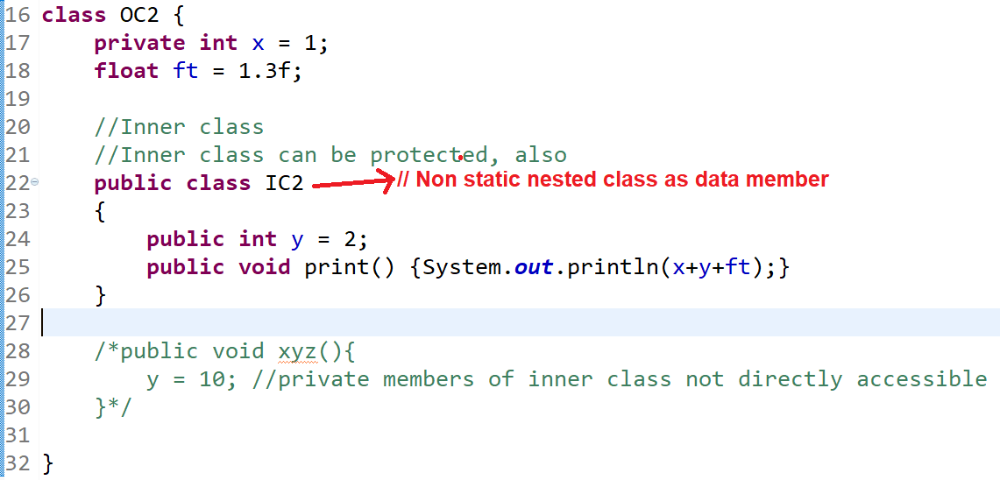 16 class OC2 {
17 private int x = 1;
18 float ft = 1.3f;
19
20 //Inner class
21 //Inner class can be protected, also
22 public class IC2 // Non static nested class as data member
23 {
24 public int y = 2;
25 public void print() {System.out.println(x+y+ft);}
26 }
27
28 /*public void xyz(){
29 y = 10; //private members of inner class not directly accessible
30 }*/
31
32 }